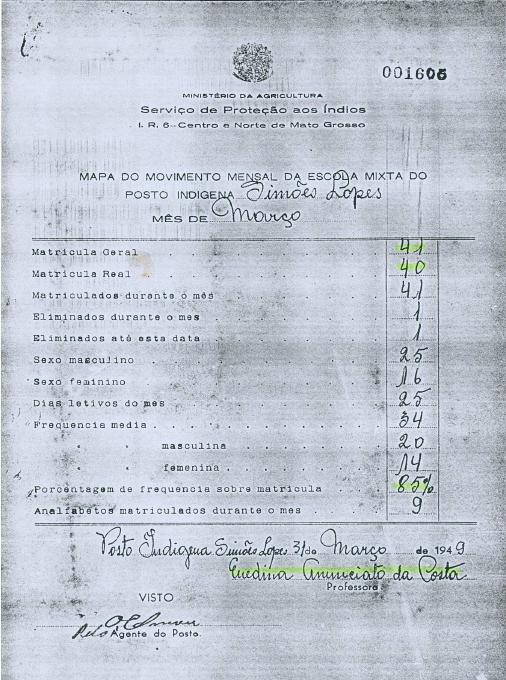 001605
MINISTÉRIO DA AGRICULTURA
Serviço de Proteção aos Índios
I. R. 6-Centro e Norte de Mato Grosso
MAPA DO MOVIMENTO MENSAL DA ESCOLA MIXTA DO
POSTO INDIGENA Simões Lopes
MÊS DE Março
Matricula Geral 41
Matricula Real 40
Matriculados durante o mês 41
Eliminados durante o mes 1
Eliminados até esta data 1
Sexo masculino 25
Sexo feminino 16
Dias letivos do mes 25
Frequencia media 34
" " masculina 20
" " femenina 14
Porcentagem de frequencia sobre matricula 85%
Analfabetos matriculados durante o mes 9
Posto Indigena Simões Lopes 31 de Março de 1949
Enedina Anunciato da Costa
Professora
VISTO
Pelo Agente do Posto.